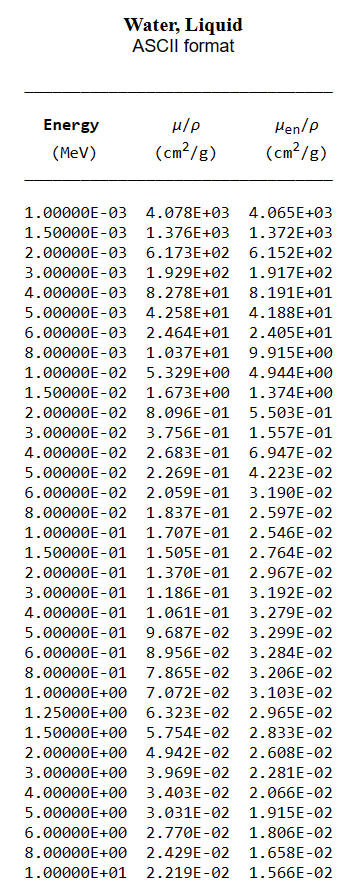 Water, Liquid
ASCII format
Energy μ/ρ μen/ρ
(MeV) (cm2/g) (cm2/g)
1.00000E-03 4.078E+03 4.065E+03
1.50000E-03 1.376E+03 1.372E+03
2.00000E-03 6.173E+02 6.152E+02
3.00000E-03 1.929E+02 1.917E+02
4.00000E-03 8.278E+01 8.191E+01
5.00000E-03 4.258E+01 4.188E+01
6.00000E-03 2.464E+01 2.405E+01
8.00000E-03 1.037E+01 9.915E+00
1.00000E-02 5.329E+00 4.944E+00
1.50000E-02 1.673E+00 1.374E+00
2.00000E-02 8.096E-01 5.503E-01
3.00000E-02 3.756E-01 1.557E-01
4.00000E-02 2.683E-01 6.947E-02
5.00000E-02 2.269E-01 4.223E-02
6.00000E-02 2.059E-01 3.190E-02
8.00000E-02 1.837E-01 2.597E-02
1.00000E-01 1.707E-01 2.546E-02
1.50000E-01 1.505E-01 2.764E-02
2.00000E-01 1.370E-01 2.967E-02
3.00000E-01 1.186E-01 3.192E-02
4.00000E-01 1.061E-01 3.279E-02
5.00000E-01 9.687E-02 3.299E-02
6.00000E-01 8.956E-02 3.284E-02
8.00000E-01 7.865E-02 3.206E-02
1.00000E+00 7.072E-02 3.103E-02
1.25000E+00 6.323E-02 2.965E-02
1.50000E+00 5.754E-02 2.833E-02
2.00000E+00 4.942E-02 2.608E-02
3.00000E+00 3.969E-02 2.281E-02
4.00000E+00 3.403E-02 2.066E-02
5.00000E+00 3.031E-02 1.915E-02
6.00000E+00 2.770E-02 1.806E-02
8.00000E+00 2.429E-02 1.658E-02
1.00000E+01 2.219E-02 1.566E-02